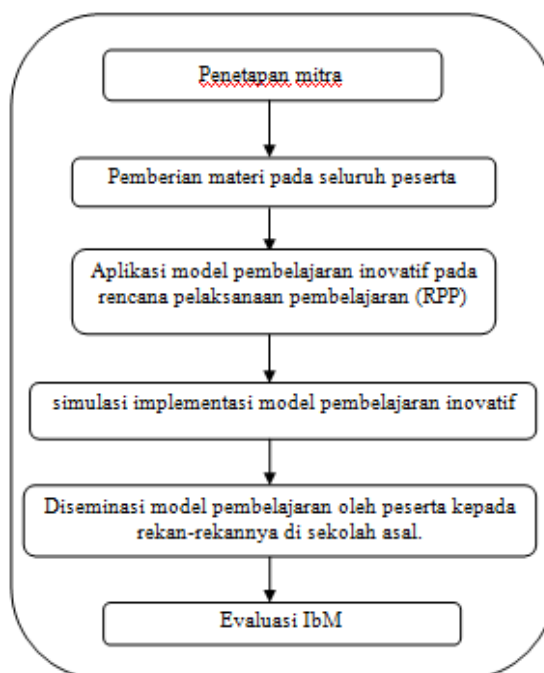 Penetapan mitra
Pemberian materi pada seluruh peserta
Aplikasi model pembelajaran inovatif pada
rencana pelaksanaan pembelajaran (RPP)
simulasi implementasi model pembelajaran inovatif
Diseminasi model pembelajaran oleh peserta kepada
rekan-rekannya di sekolah asal.
Evaluasi IbM